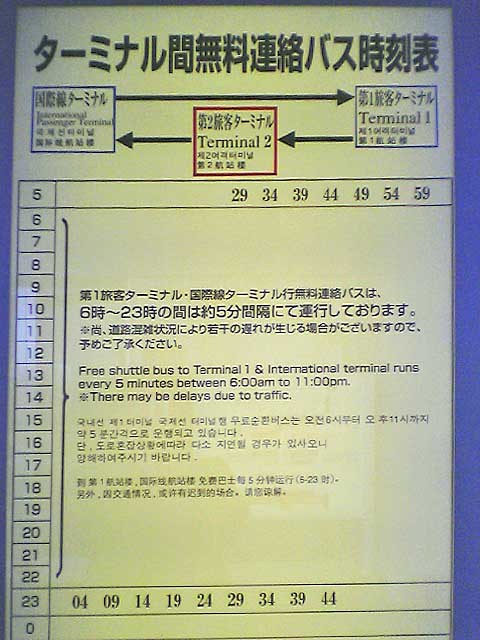 ターミナル間無料連絡バス時刻表
国際線ターミナル
International
Passenger Terminal
국제선터미널
国际线航站楼
第2旅客ターミナル
Terminal 2
제2여객터미널
第2航站楼
第1旅客ターミナル
Terminal 1
제1여객터미널
第1航站楼
5 29 34 39 44 49 54 59
6
7
8
9
10
11
12
13
14
15
16
17
18
19
20
21
22
第1旅客ターミナル・国際線ターミナル行無料連絡バスは、
6時～23時の間は約5分間隔にて運行しております。
※尚、道路混雑状況により若干の遅れが生じる場合がございますので、
予めご了承ください。
Free shuttle bus to Terminal 1 & International terminal runs
every 5 minutes between 6:00am to 11:00pm.
※There may be delays due to traffic.
국내선 제1터미널 국제선 터미널행 무료순환버스는 오전6시부터 오후11시까지
약 5분간격으로 운행되고 있습니다.
단, 도로혼잡상황에따라 다소 지연될 경우가 있사오니
양해하여주시기 바랍니다.
到第1航站楼,国际线航站楼 免费巴士每5分钟运行(6-23时)。
另外,因交通情况,或许有迟到的场合。请您谅解。
23 04 09 14 19 24 29 34 39 44
0